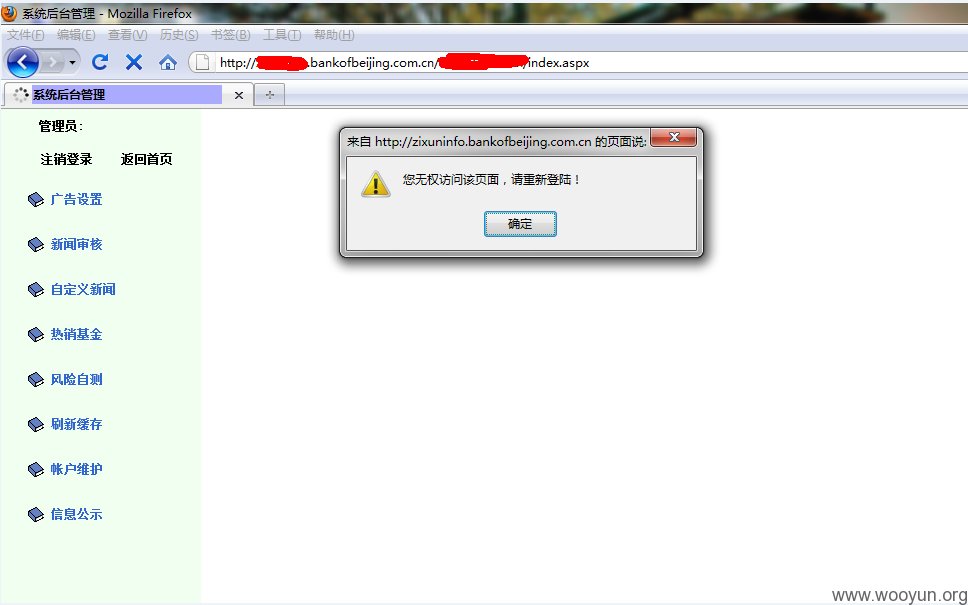 系统后台管理 - Mozilla Firefox
文件(F) 编辑(E) 查看(V) 历史(S) 书签(B) 工具(T) 帮助(H)
http:// .bankofbeijing.com.cn/ /index.aspx
系统后台管理
管理员:
注销登录 返回首页
广告设置
新闻审核
自定义新闻
热销基金
风险自测
刷新缓存
帐户维护
信息公示
来自 http://zixuninfo.bankofbeijing.com.cn 的页面说:
您无权访问该页面，请重新登陆！
确定
www.wooyun.org